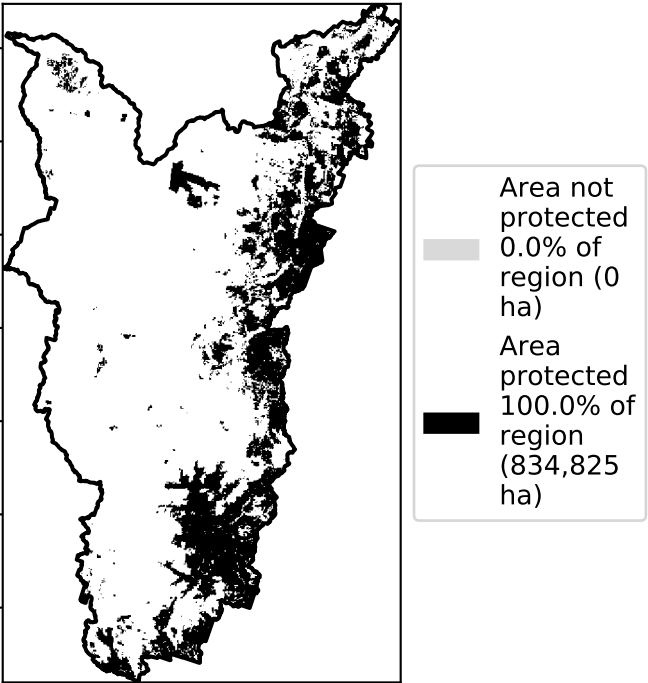 Area not
protected
0.0% of
region (0
ha)
Area
protected
100.0% of
region
(834,825
ha)